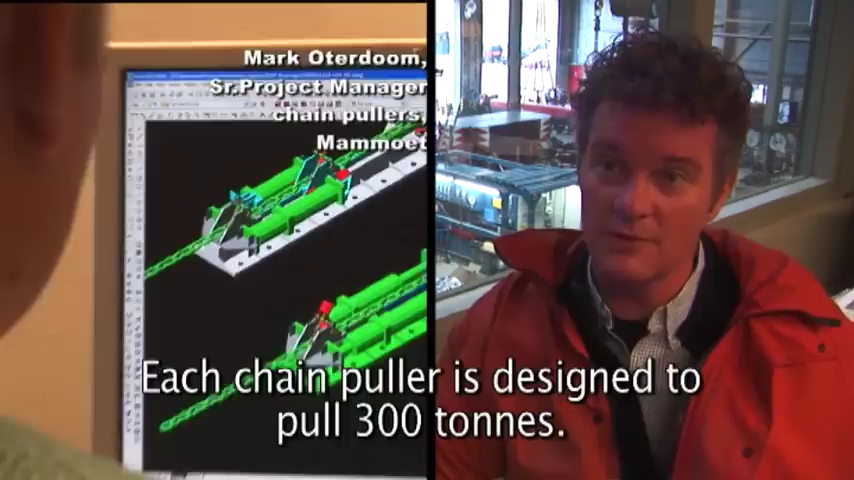 Mark Oterdoom,
Sr.Project Manager
chain pullers,
Mammoet
Each chain puller is designed to
pull 300 tonnes.